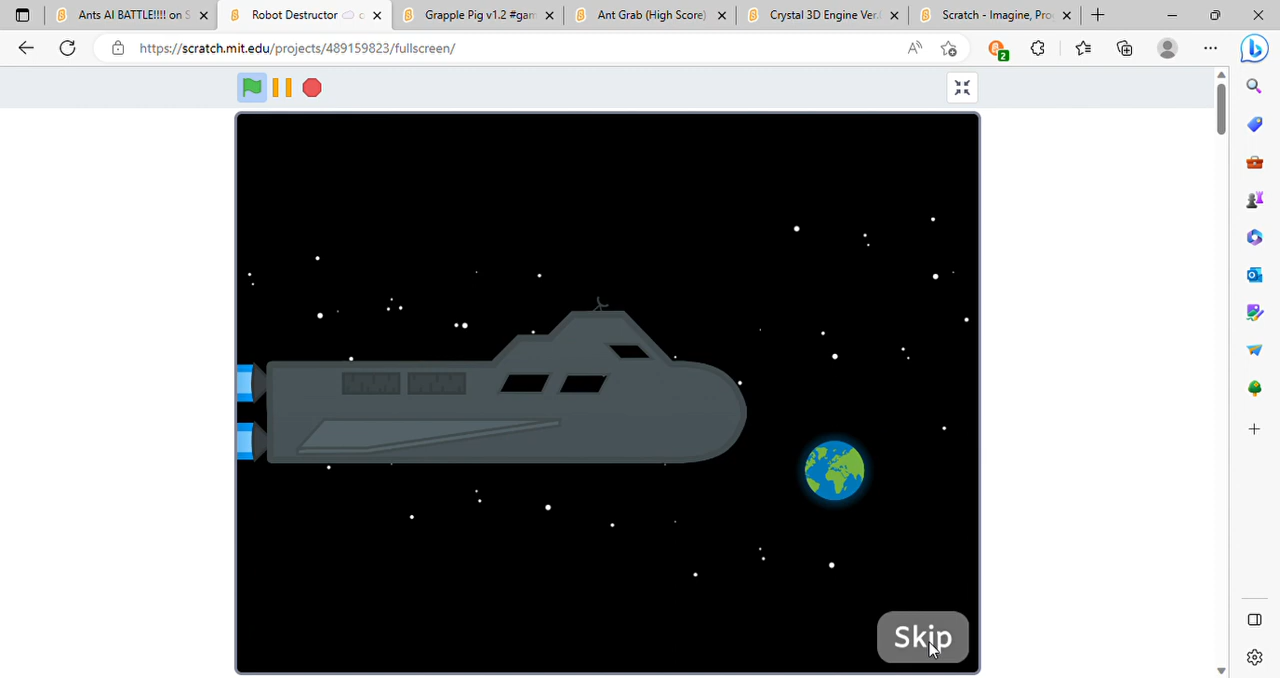 Ants AI BATTLE!!!! on S
Robot Destructor
Grapple Pig v1.2 #gam
Ant Grab (High Score)
Crystal 3D Engine Ver.
Scratch - Imagine, Pro
https://scratch.mit.edu/projects/489159823/fullscreen/
2
Skip